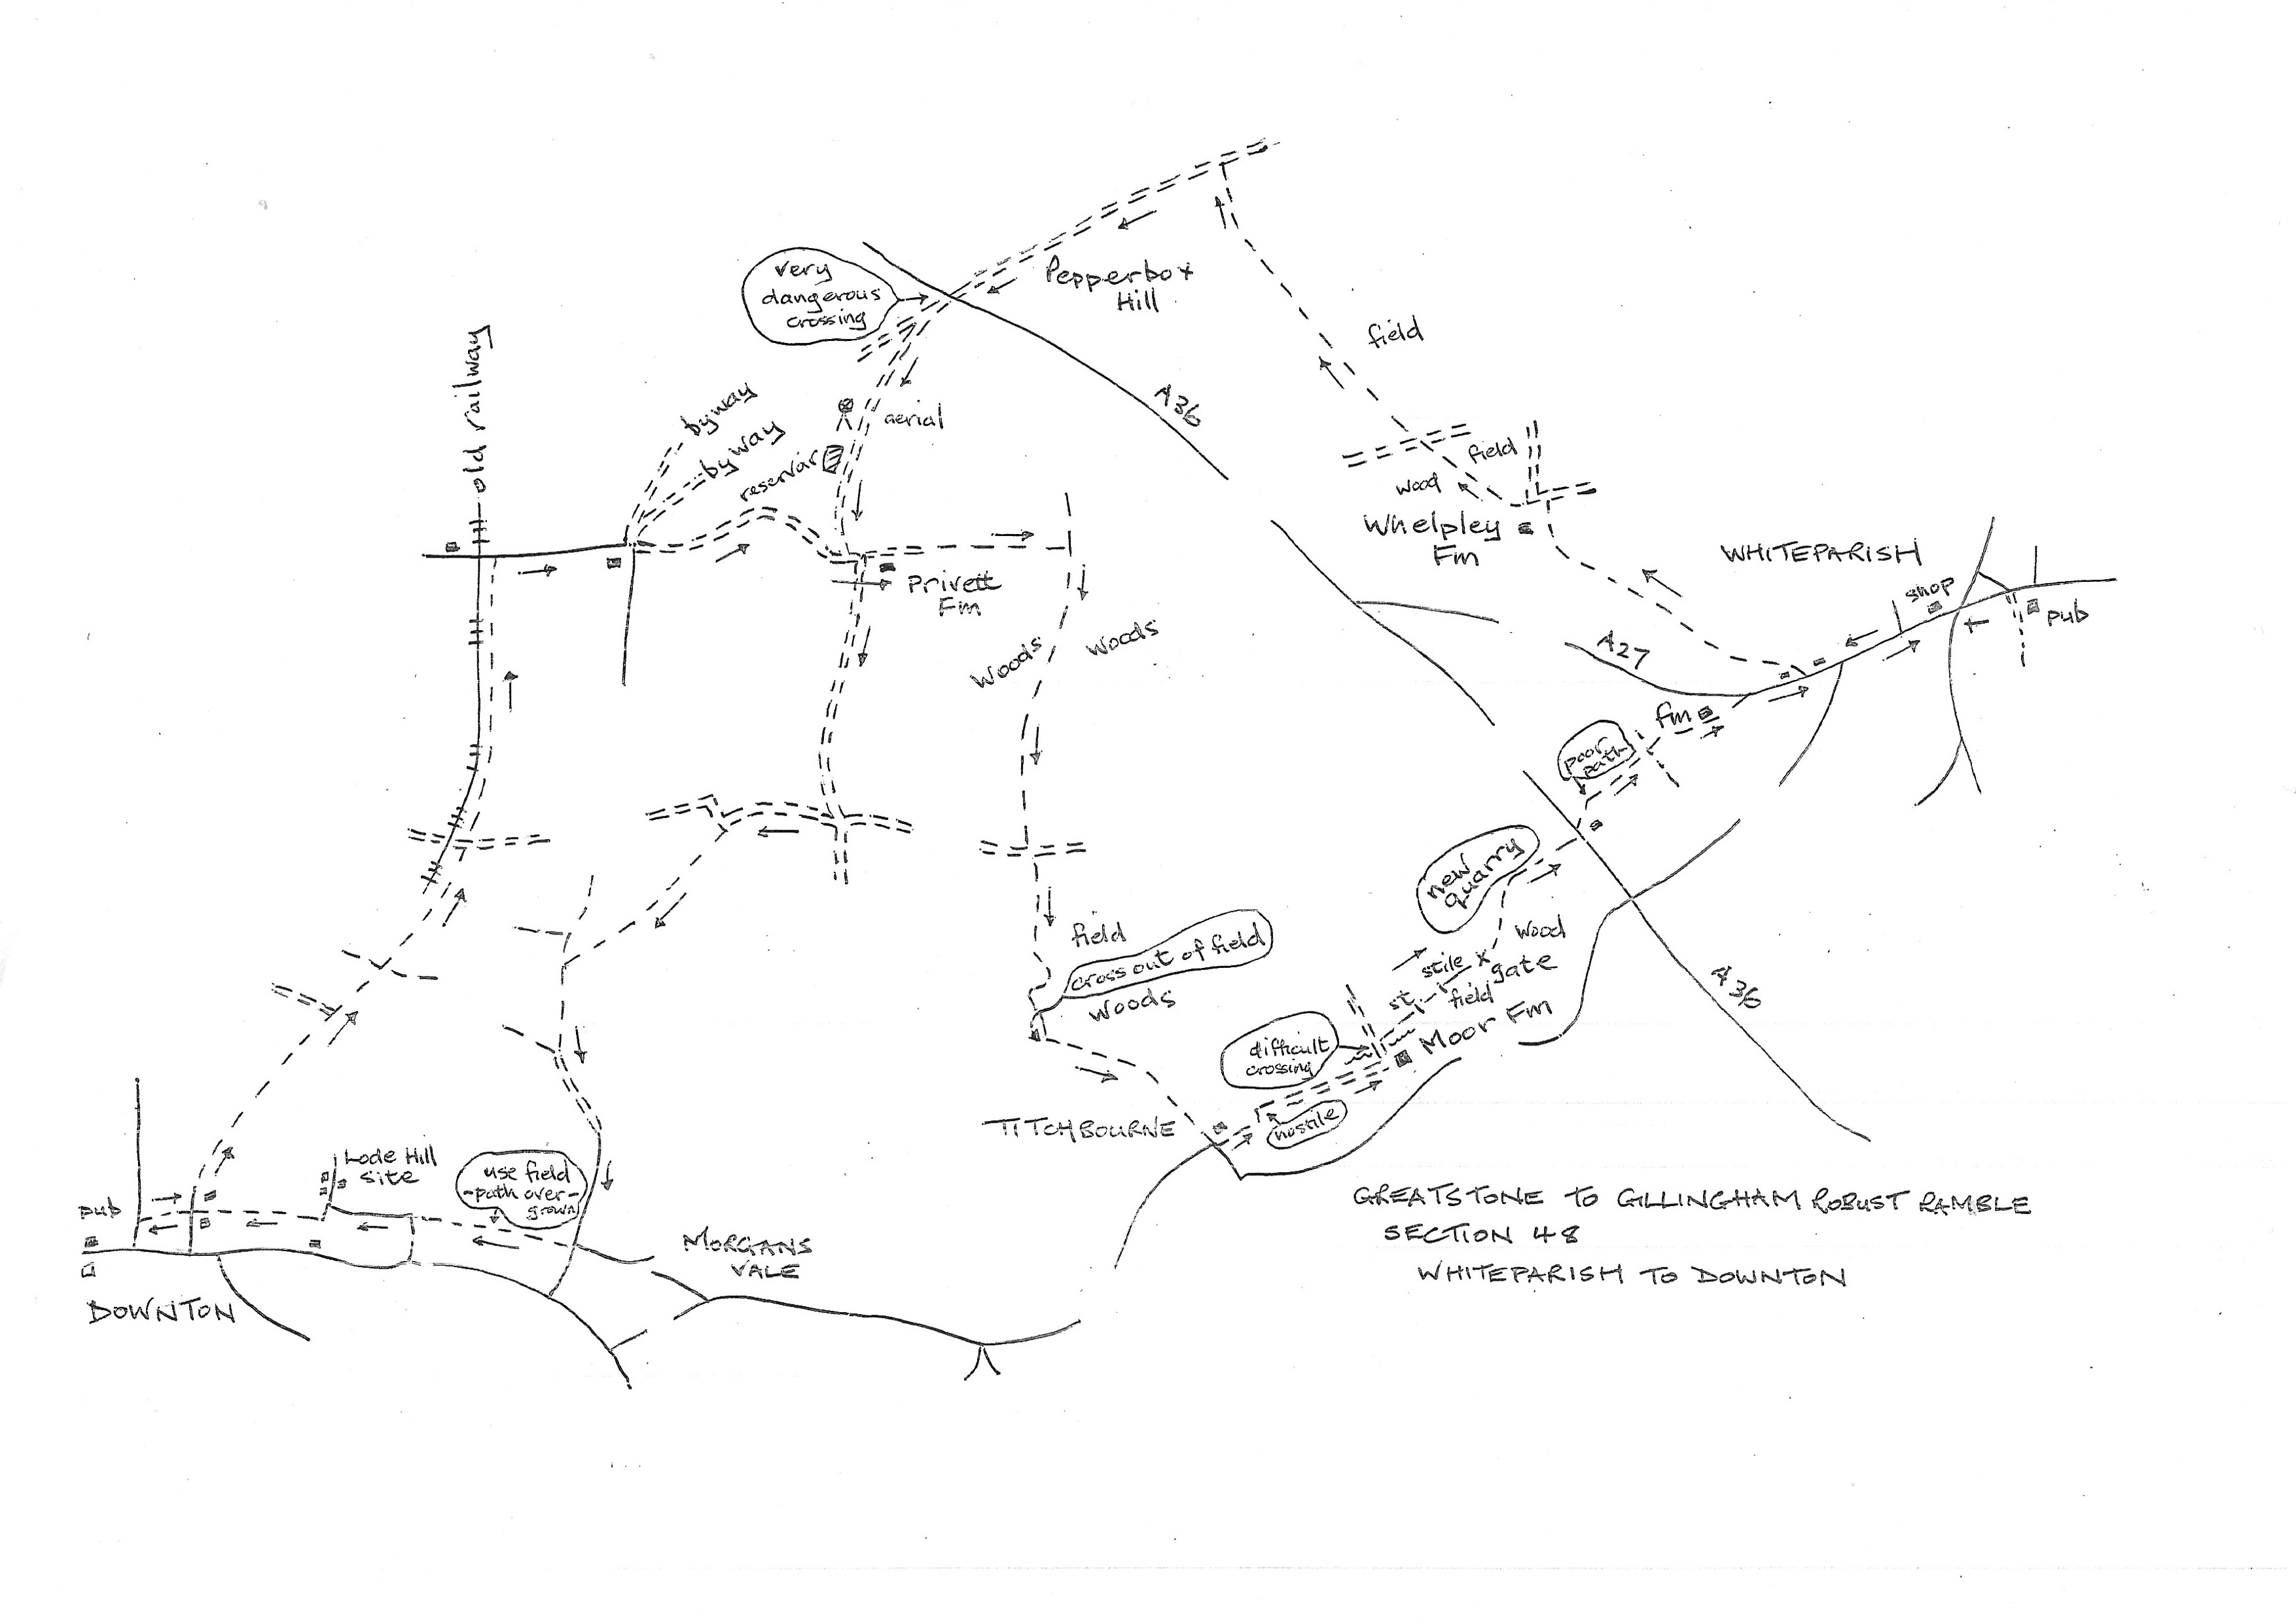 very
dangerous
crossing
Pepperbox
Hill
field
old railway
A36
byway
byway
aerial
reservoir
field
wood
Whelpley
Fm
WHITEPARISH
shop
pub
Privett
Fm
Woods
Woods
A27
Fm
poor
path
new
quarry
field
cross out of field
Woods
Wood
stile
gate
st
field
Moor Fm
A36
difficult
crossing
TITCHBOURNE
no stile
Lode Hill
site
use field
-path over-
grown
pub
MORGANS
VALE
DOWNTON
GREATSTONE TO GILLINGHAM ROBUST RAMBLE
SECTION 48
WHITEPARISH TO DOWNTON